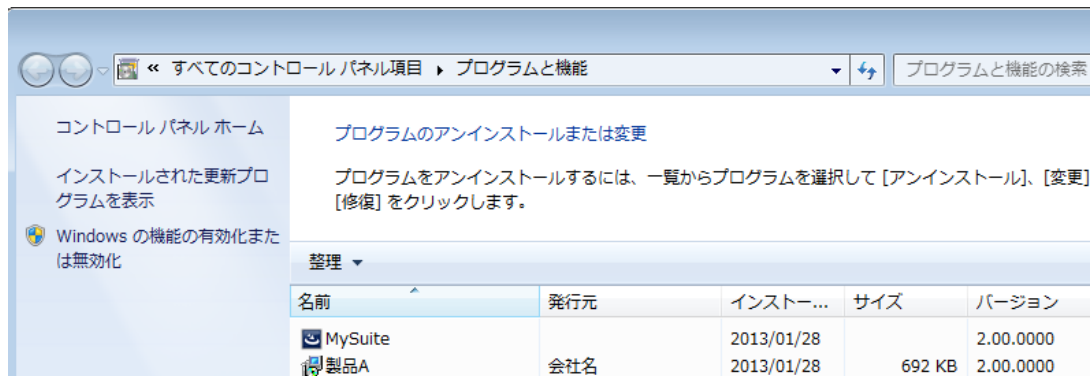 « すべてのコントロール パネル項目 ▸ プログラムと機能
プログラムと機能の検索
コントロール パネル ホーム
インストールされた更新プロ
グラムを表示
Windows の機能の有効化また
は無効化
プログラムのアンインストールまたは変更
プログラムをアンインストールするには、一覧からプログラムを選択して [アンインストール]、[変更]
[修復] をクリックします。
整理
名前 発行元 インストー... サイズ バージョン
MySuite 2013/01/28 2.00.0000
製品A 会社名 2013/01/28 692 KB 2.00.0000